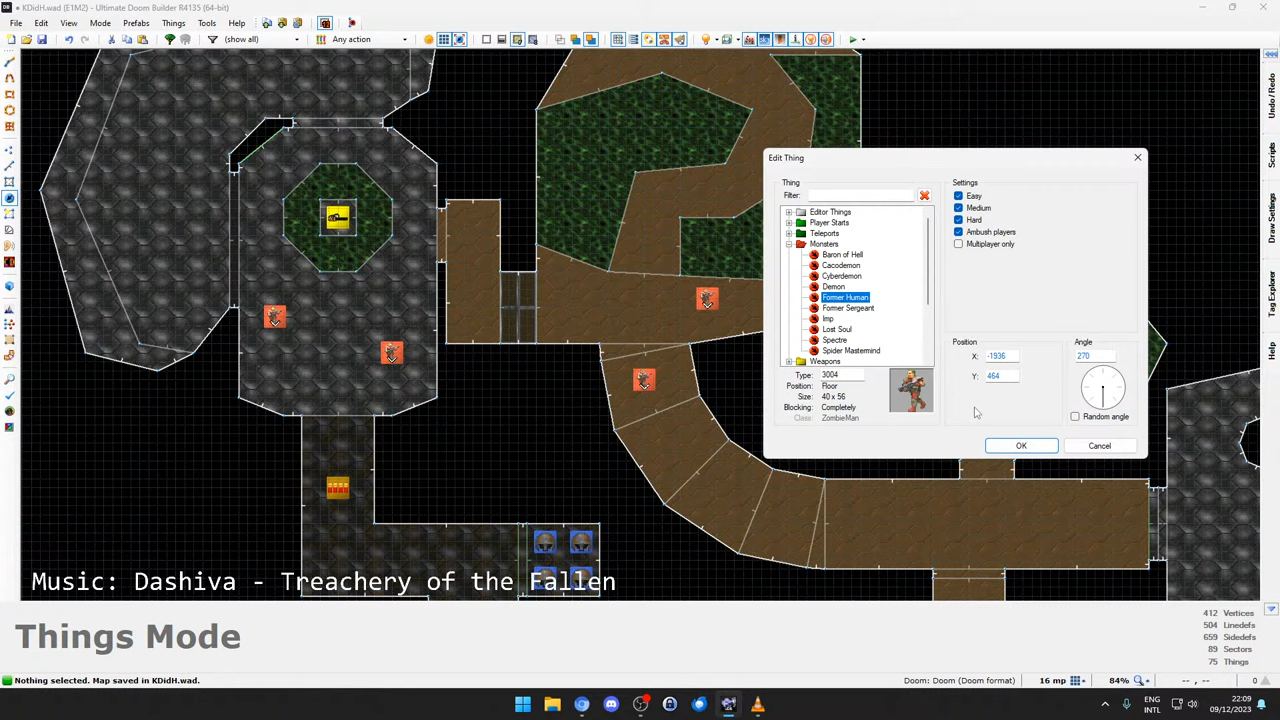 KDidH.wad (E1M2) - Ultimate Doom Builder R4135 (64-bit)
File Edit View Mode Prefabs Things Tools Window Help
(show all) Any action
Edit Thing
Thing
Filter:
Editor Things
Player Starts
Teleports
Monsters
Baron of Hell
Cacodemon
Cyberdemon
Demon
Former Human
Former Sergeant
Imp
Lost Soul
Spectre
Spider Mastermind
Weapons
Type: 3004
Position: Floor
Size: 40 x 56
Blocking: Completely
Class: ZombieMan
Settings
Easy
Medium
Hard
Ambush players
Multiplayer only
Position
X: -1936
Y: 464
Angle
270
Random angle
OK
Cancel
Undo / Redo
Scripts
Draw Settings
Tag Explorer
Help
Music: Dashiva - Treachery of the Fallen
Things Mode
412 Vertices
504 Linedefs
659 Sidedefs
89 Sectors
75 Things
Nothing selected. Map saved in KDidH.wad.
Doom: Doom (Doom format) 16 mp 84% -- , -- 0
ENG
INTL
22:09
09/12/2023